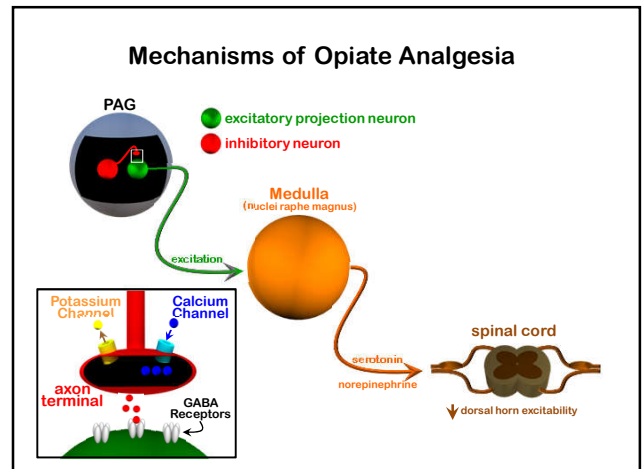 Mechanisms of Opiate Analgesia
PAG
excitatory projection neuron
inhibitory neuron
Medulla
(nuclei raphe magnus)
excitation
Potassium
Channel
Calcium
Channel
axon
terminal
GABA
Receptors
serotonin
norepinephrine
spinal cord
dorsal horn excitability